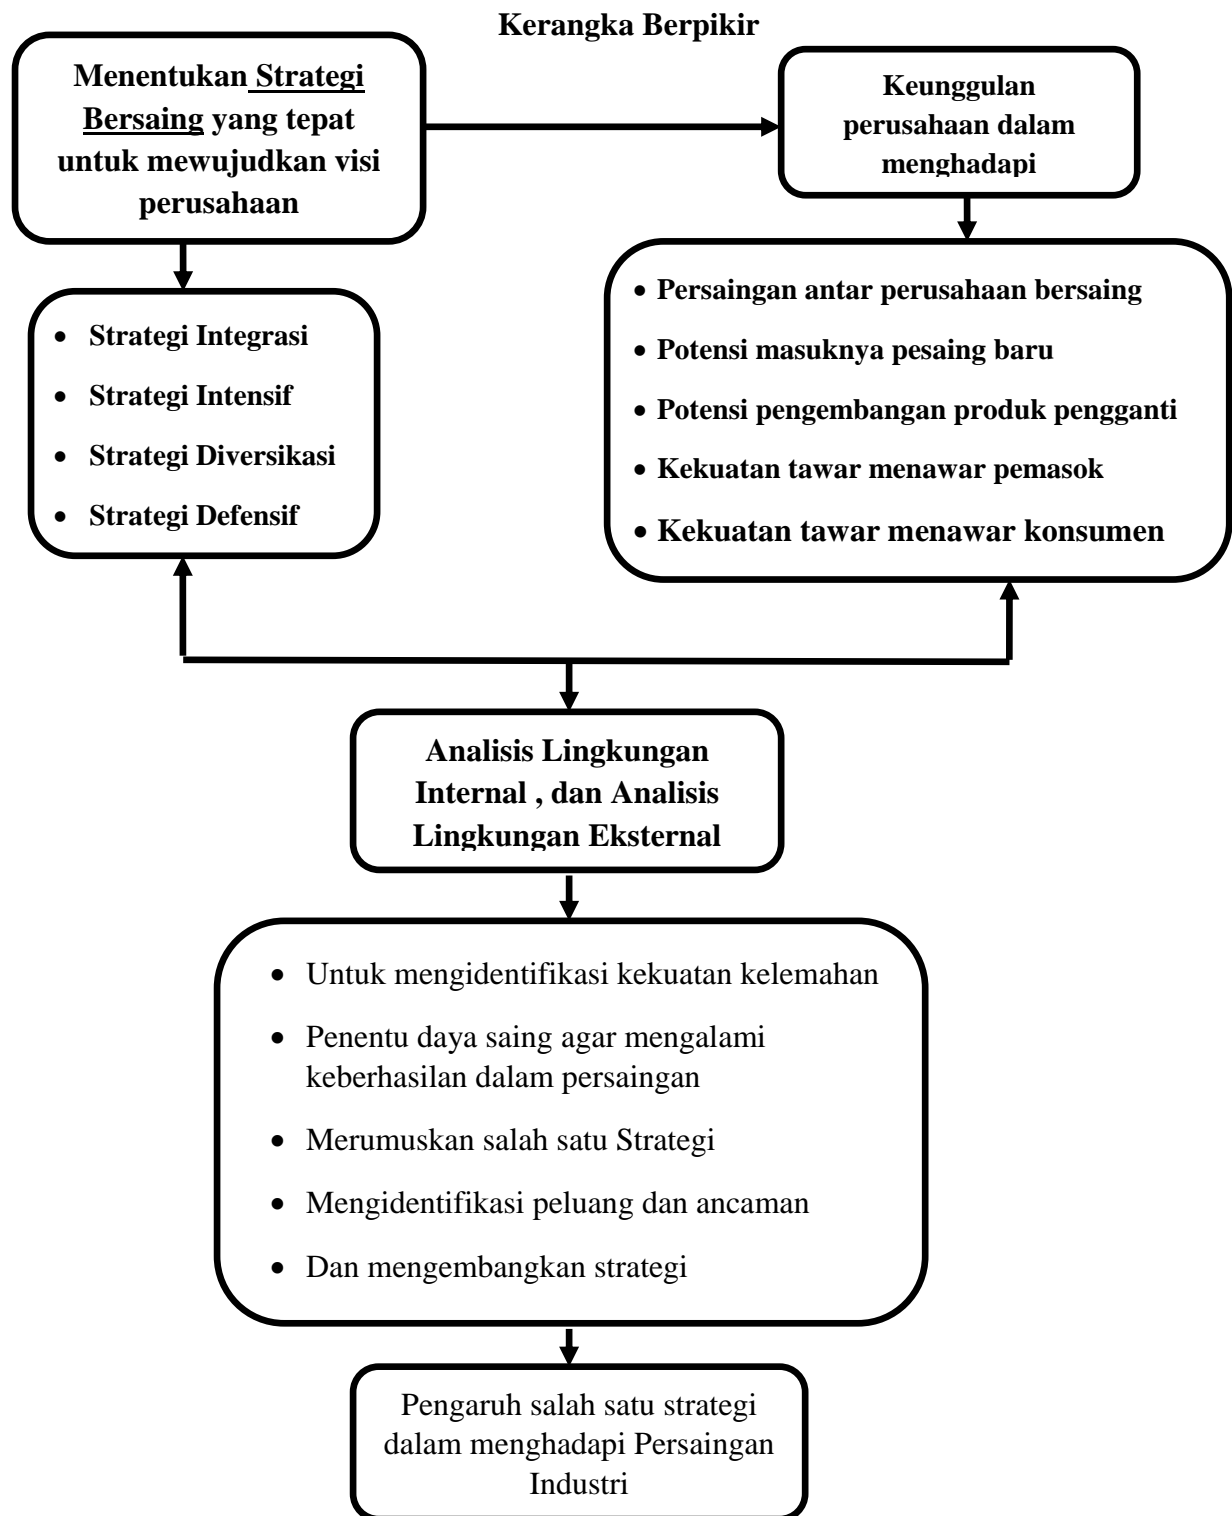 Kerangka Berpikir
Menentukan Strategi
Bersaing yang tepat
untuk mewujudkan visi
perusahaan
Keunggulan
perusahaan dalam
menghadapi
• Strategi Integrasi
• Strategi Intensif
• Strategi Diversikasi
• Strategi Defensif
• Persaingan antar perusahaan bersaing
• Potensi masuknya pesaing baru
• Potensi pengembangan produk pengganti
• Kekuatan tawar menawar pemasok
• Kekuatan tawar menawar konsumen
Analisis Lingkungan
Internal , dan Analisis
Lingkungan Eksternal
• Untuk mengidentifikasi kekuatan kelemahan
• Penentu daya saing agar mengalami
keberhasilan dalam persaingan
• Merumuskan salah satu Strategi
• Mengidentifikasi peluang dan ancaman
• Dan mengembangkan strategi
Pengaruh salah satu strategi
dalam menghadapi Persaingan
Industri